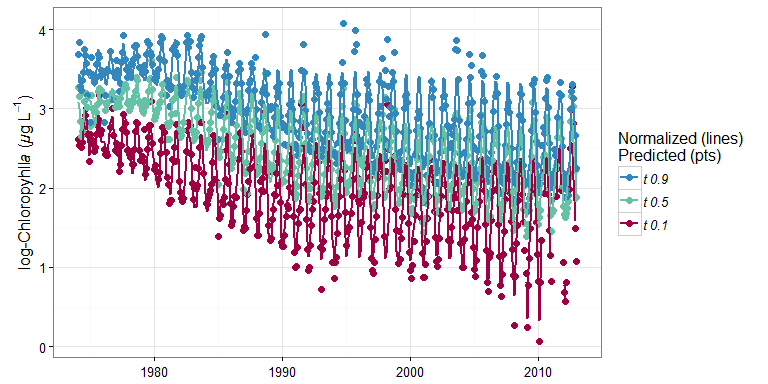 log-Chloropyhlla (μg L⁻¹)
4
3
2
1
0
1980
1990
2000
2010
Normalized (lines)
Predicted (pts)
t 0.9
t 0.5
t 0.1